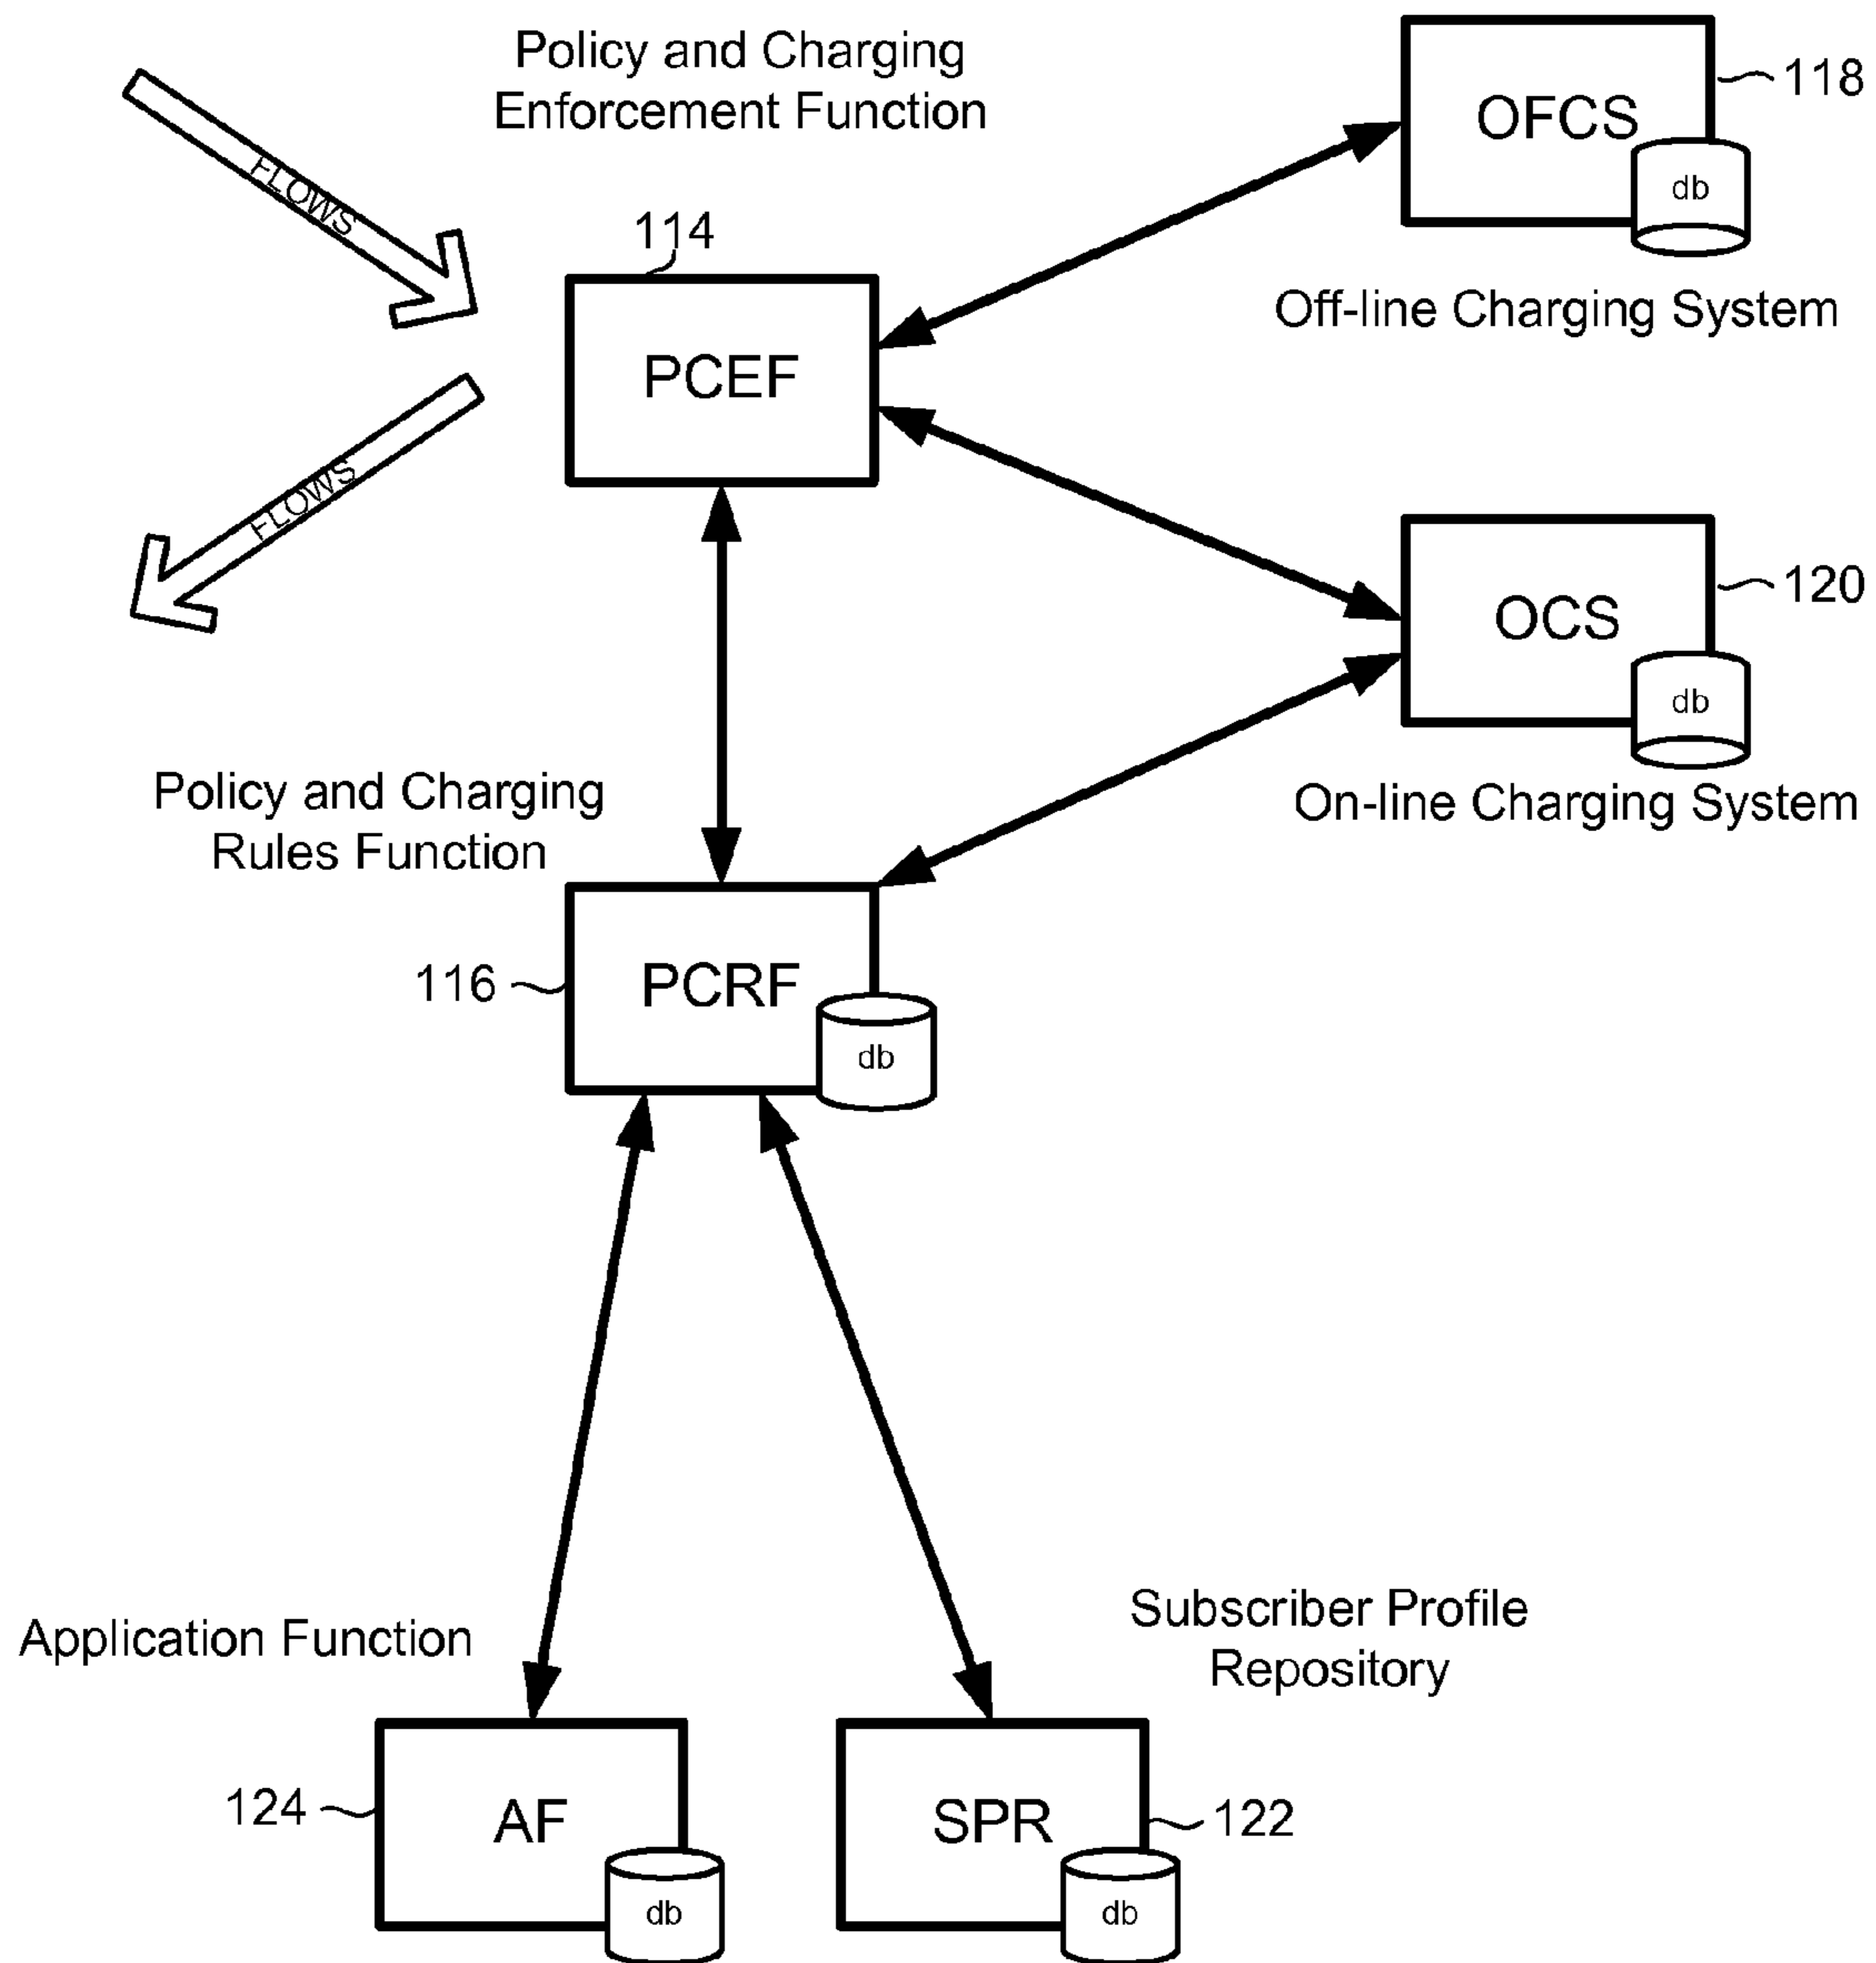 Policy and Charging
Enforcement Function
118
OFCS
db
Off-line Charging System
FLOWS
114
PCEF
FLOWS
120
OCS
db
On-line Charging System
Policy and Charging
Rules Function
116
PCRF
db
Application Function
Subscriber Profile
Repository
124
AF
db
SPR
122
db